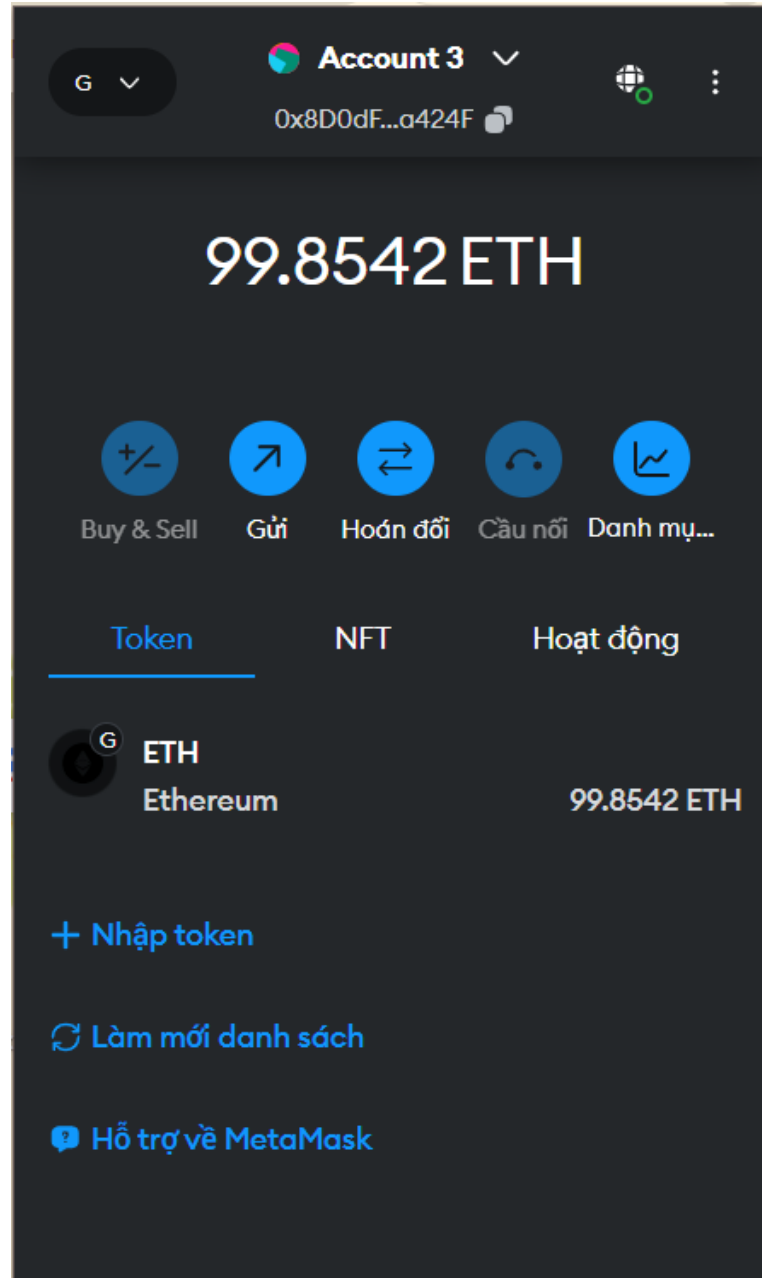 G
Account 3
0x8D0dF...a424F
99.8542 ETH
Buy & Sell
Gửi
Hoán đổi
Cầu nối
Danh mụ...
Token
NFT
Hoạt động
G
ETH
Ethereum
99.8542 ETH
+ Nhập token
Làm mới danh sách
Hỗ trợ về MetaMask